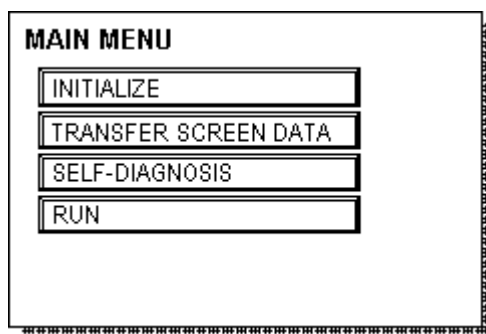 MAIN MENU
INITIALIZE
TRANSFER SCREEN DATA
SELF-DIAGNOSIS
RUN